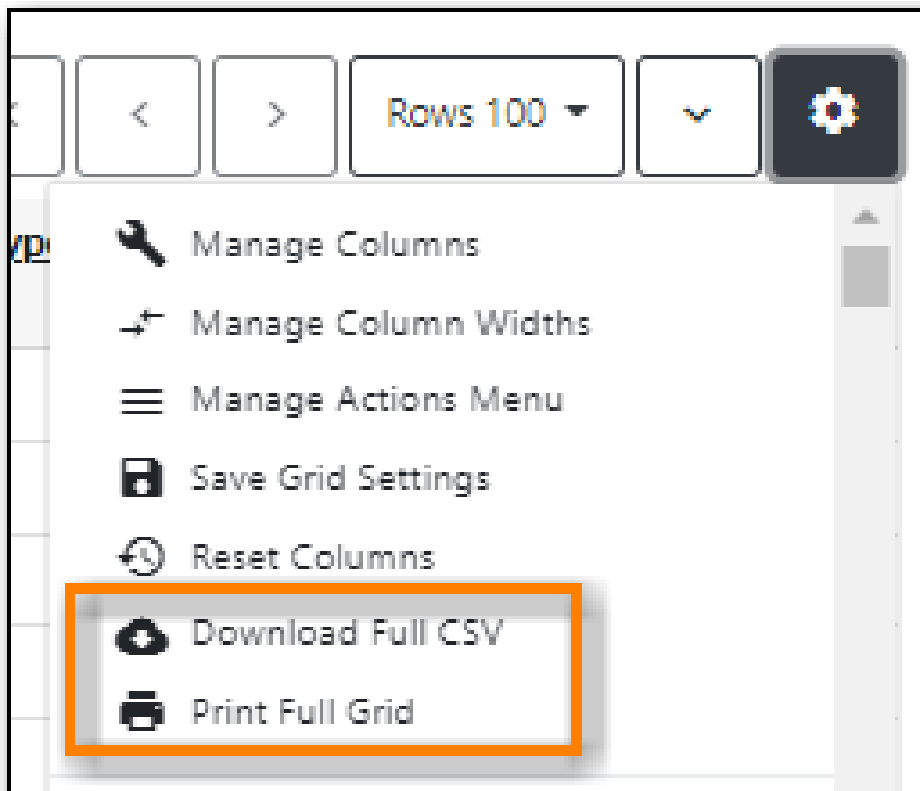 Rows 100
Manage Columns
Manage Column Widths
Manage Actions Menu
Save Grid Settings
Reset Columns
Download Full CSV
Print Full Grid